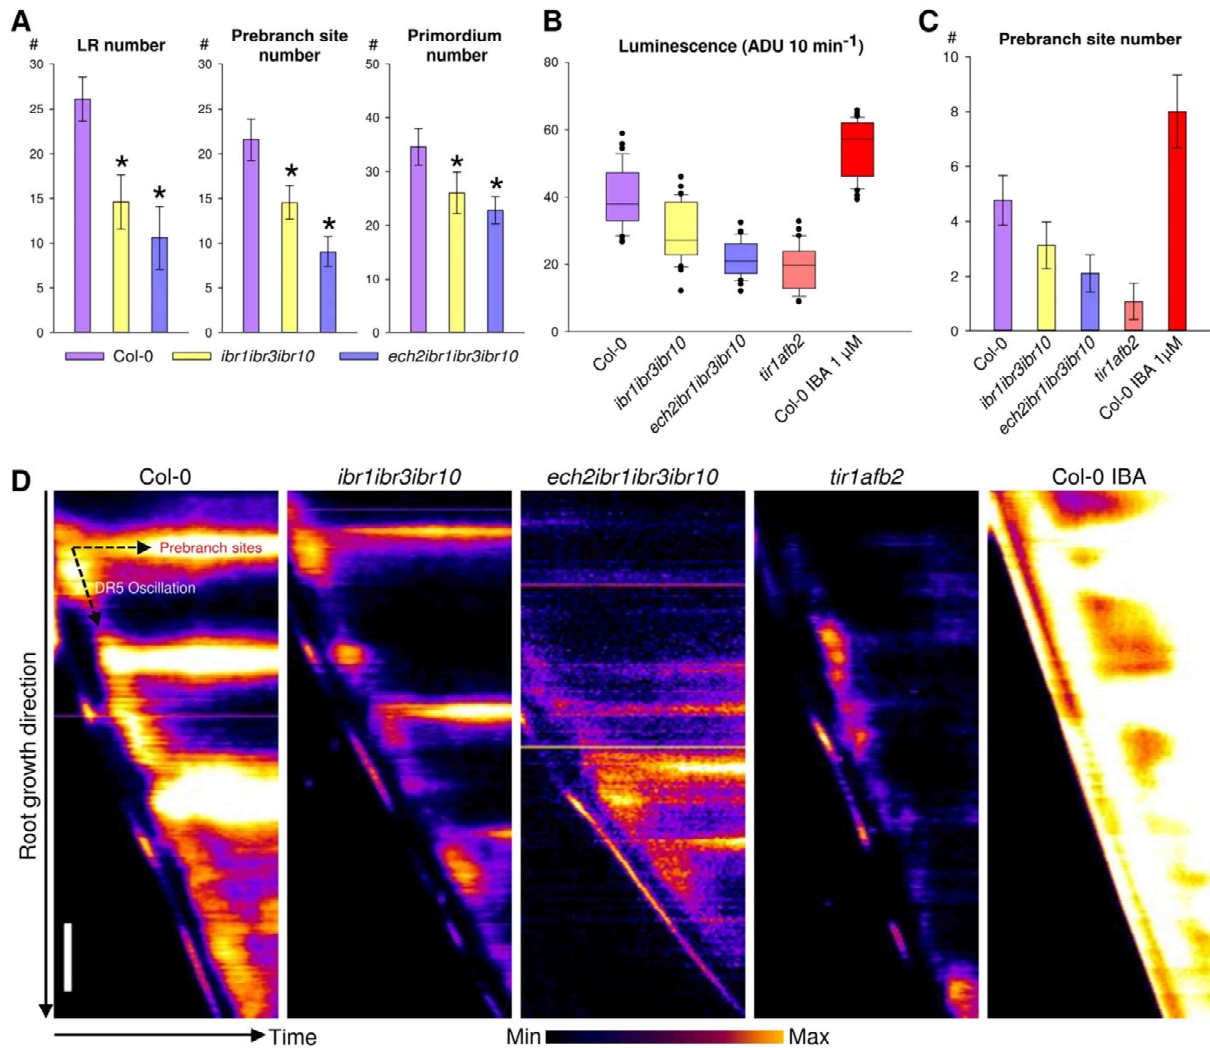 A
LR number
#
30
25
20
15
10
5
0
*
*
Prebranch site
number
#
30
25
20
15
10
5
0
*
*
Primordium
number
#
50
40
30
20
10
0
*
*
Col-0 ibr1ibr3ibr10 ech2ibr1ibr3ibr10
B
Luminescence (ADU 10 min-1)
80
60
40
20
0
Col-0
ibr1ibr3ibr10
ech2ibr1ibr3ibr10
tir1afb2
Col-0 IBA 1 µM
C
Prebranch site number
#
10
8
6
4
2
0
Col-0
ibr1ibr3ibr10
ech2ibr1ibr3ibr10
tir1afb2
Col-0 IBA 1µM
D
Col-0
ibr1ibr3ibr10
ech2ibr1ibr3ibr10
tir1afb2
Col-0 IBA
Prebranch sites
DR5 Oscillation
Root growth direction
Time
Min
Max